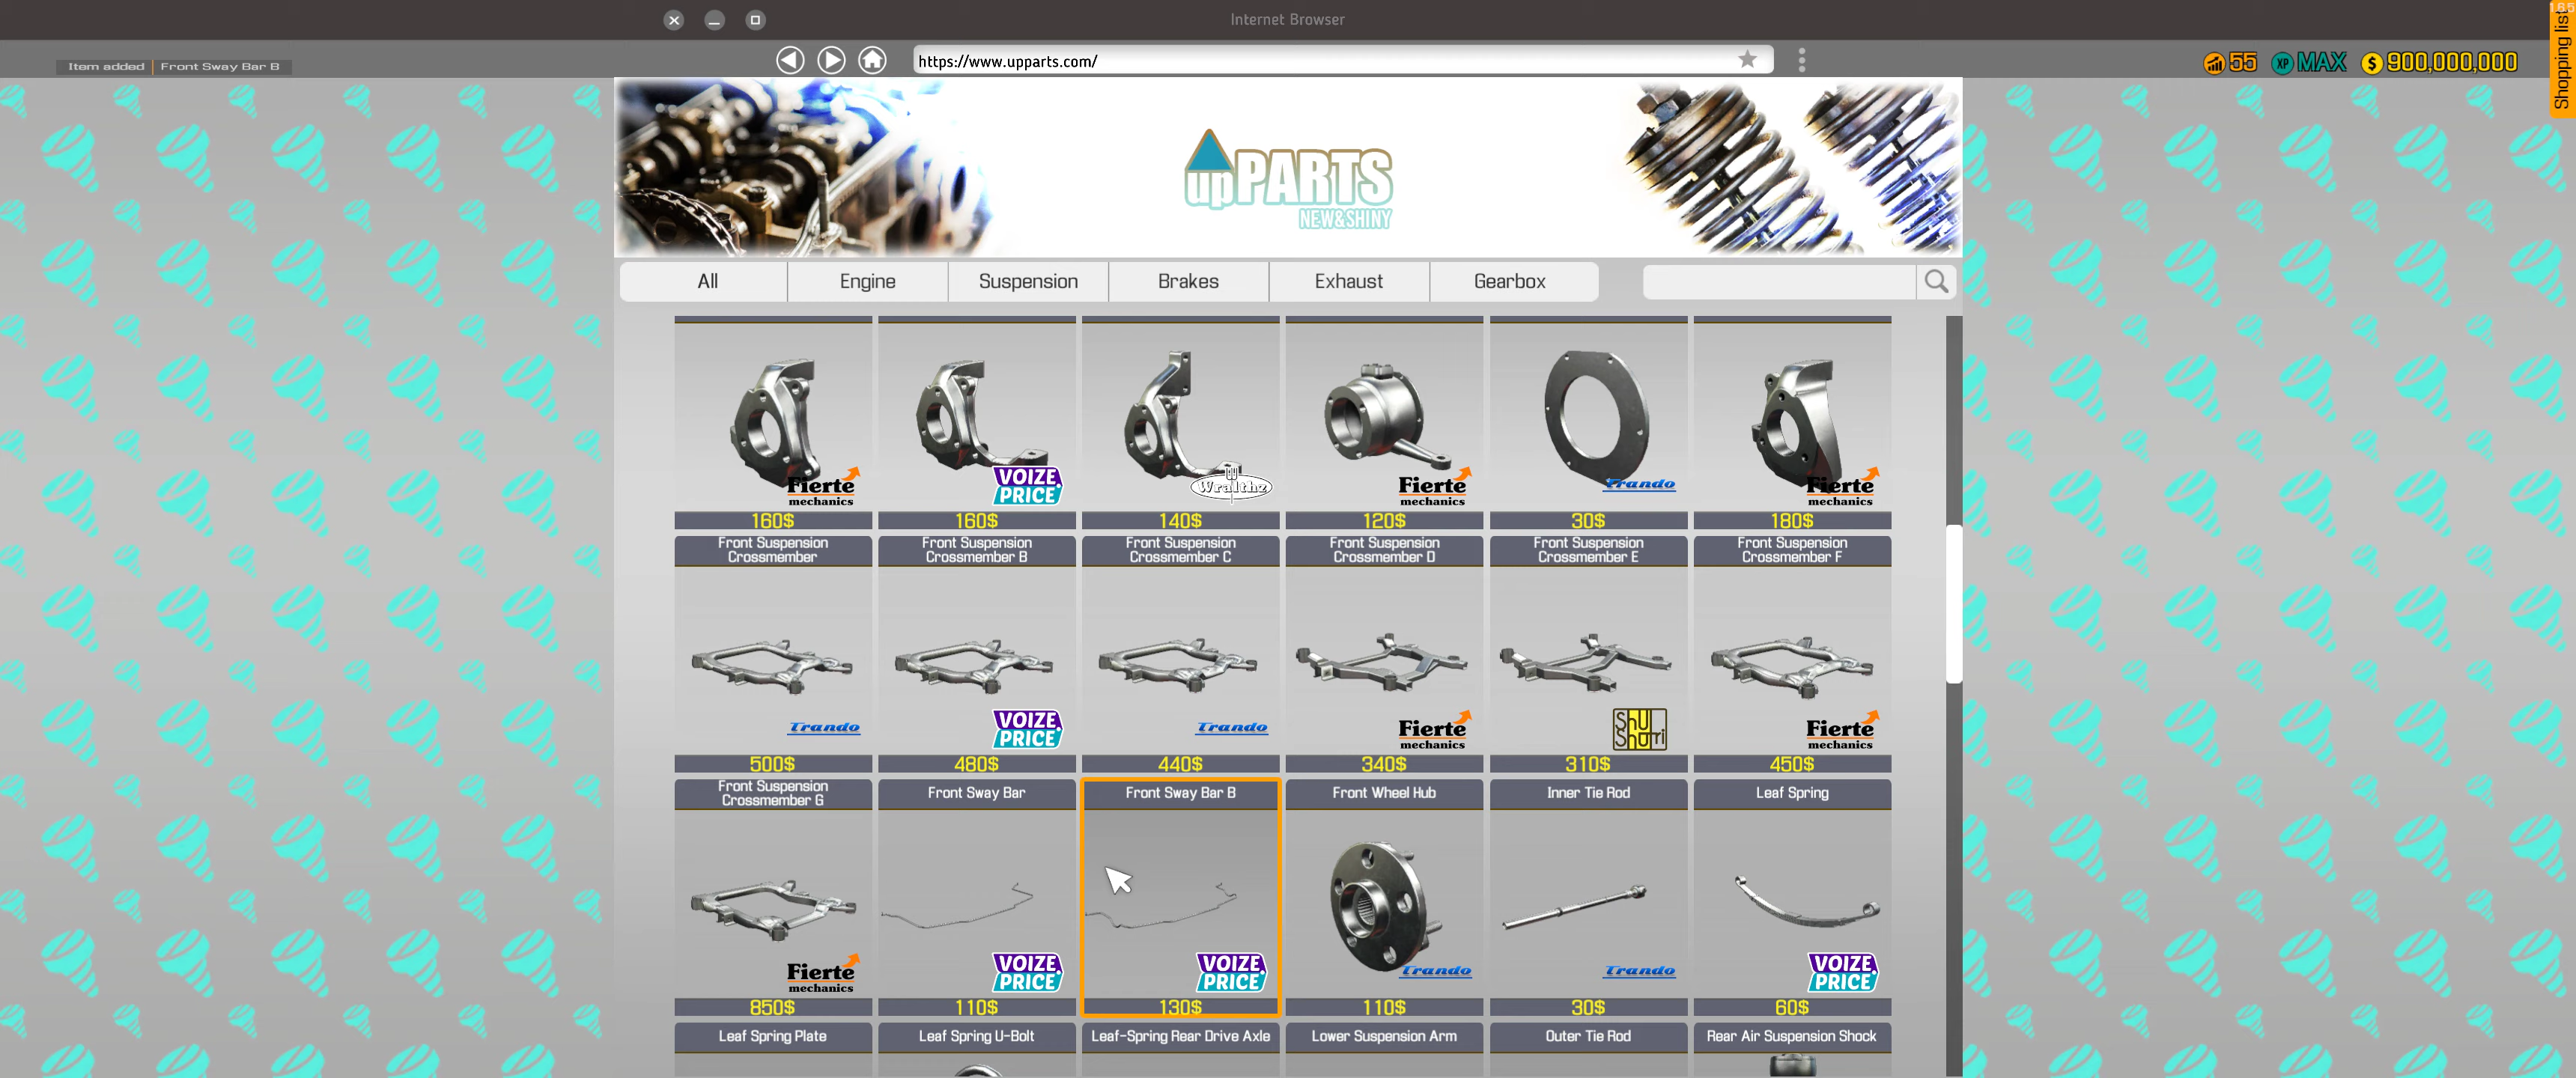 Internet Browser
165
Shopping list
https://www.upparts.com/
Item added | Front Sway Bar B
55 XP MAX $ 900,000,000
upPARTS
NEW&SHINY
All Engine Suspension Brakes Exhaust Gearbox
Fierte mechanics
VOIZE PRICE
Wralthz
Fierte mechanics
Trando
Fierte mechanics
160$ 160$ 140$ 120$ 30$ 180$
Front Suspension Crossmember
Front Suspension Crossmember B
Front Suspension Crossmember C
Front Suspension Crossmember D
Front Suspension Crossmember E
Front Suspension Crossmember F
Trando
VOIZE PRICE
Trando
Fierte mechanics
Shu Shurri
Fierte mechanics
500$ 480$ 440$ 340$ 310$ 450$
Front Suspension Crossmember G
Front Sway Bar
Front Sway Bar B
Front Wheel Hub
Inner Tie Rod
Leaf Spring
Fierte mechanics
VOIZE PRICE
VOIZE PRICE
Trando
Trando
VOIZE PRICE
850$ 110$ 130$ 110$ 30$ 60$
Leaf Spring Plate
Leaf Spring U-Bolt
Leaf-Spring Rear Drive Axle
Lower Suspension Arm
Outer Tie Rod
Rear Air Suspension Shock